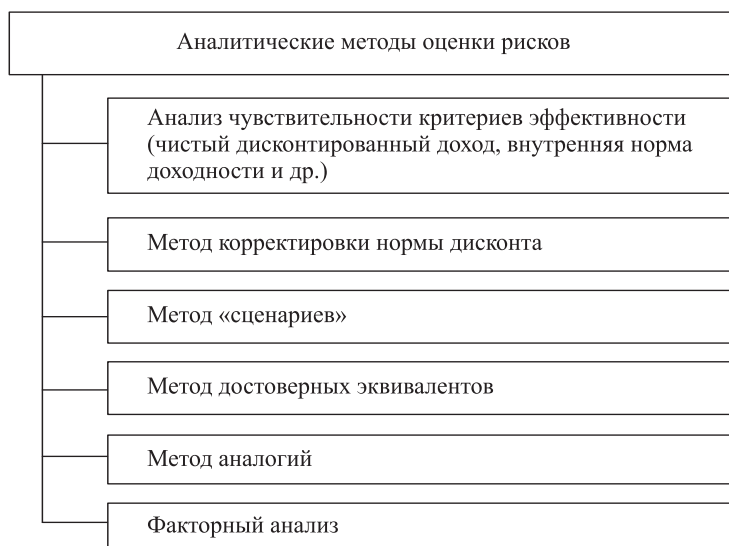 Аналитические методы оценки рисков
Анализ чувствительности критериев эффективности
(чистый дисконтированный доход, внутренняя норма
доходности и др.)
Метод корректировки нормы дисконта
Метод «сценариев»
Метод достоверных эквивалентов
Метод аналогий
Факторный анализ